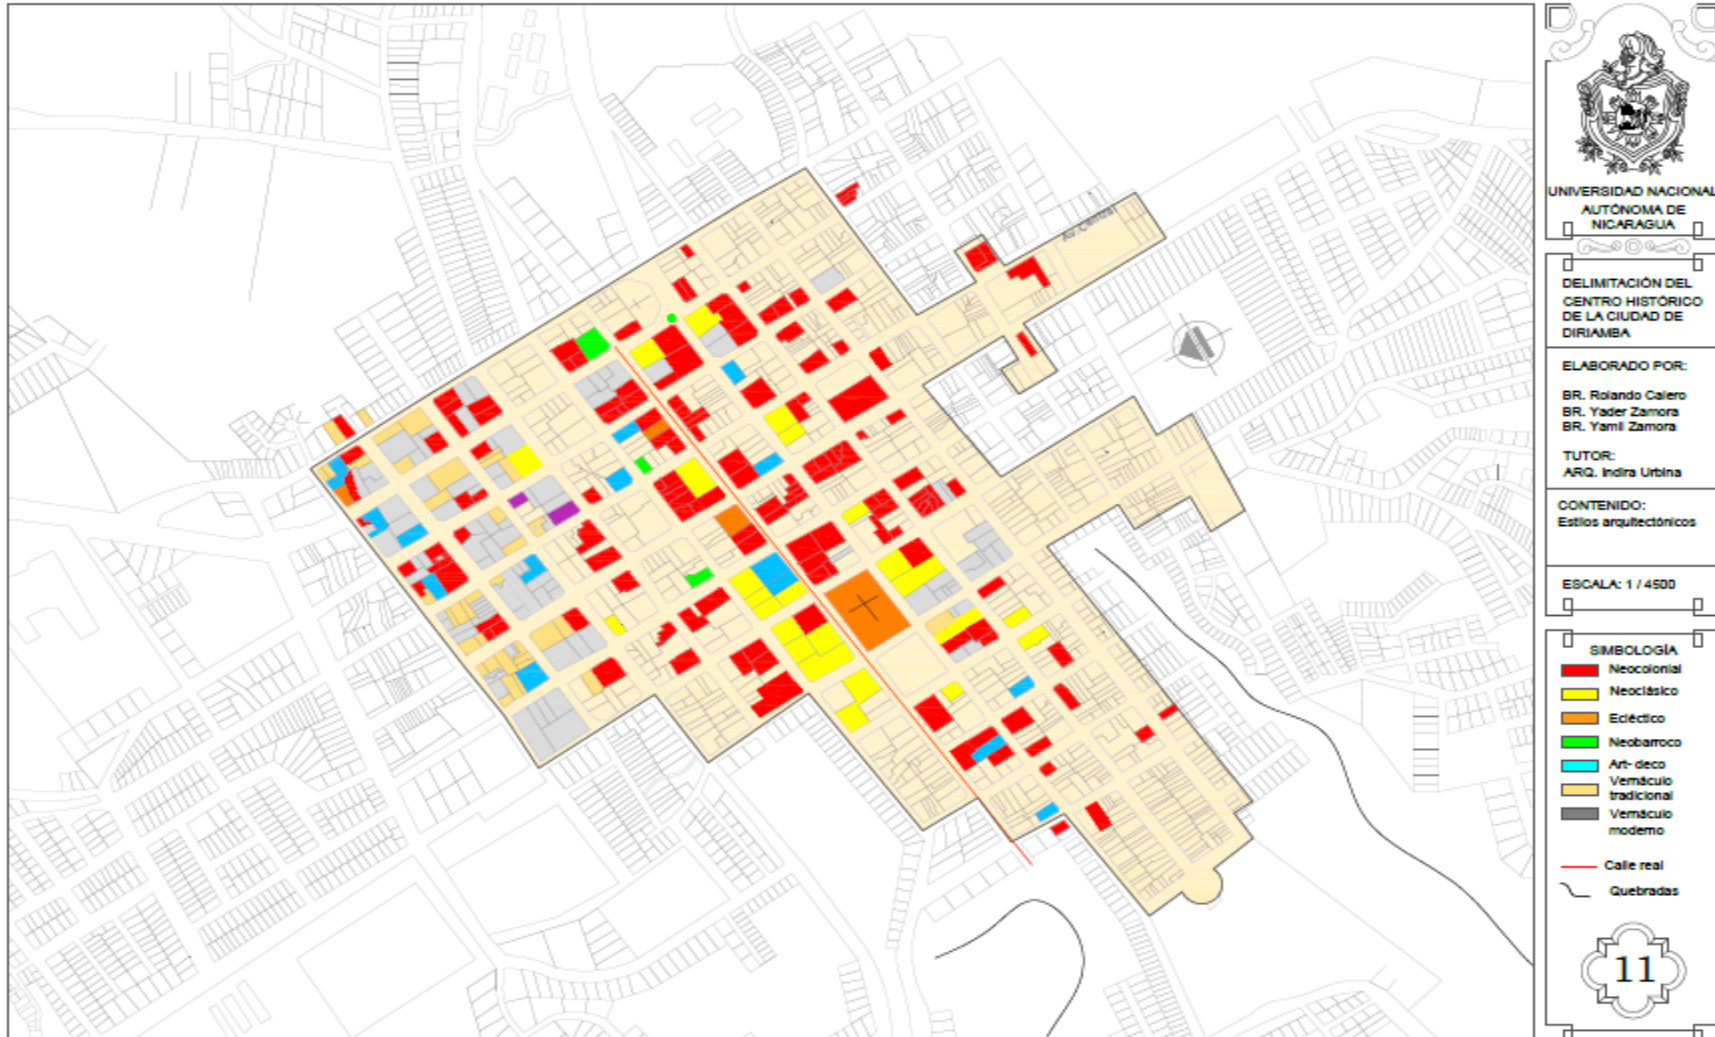 Av. Central
UNIVERSIDAD NACIONAL
AUTÓNOMA DE
NICARAGUA
DELIMITACIÓN DEL
CENTRO HISTÓRICO
DE LA CIUDAD DE
DIRIAMBA
ELABORADO POR:
BR. Rolando Calero
BR. Yader Zamora
BR. Yamil Zamora
TUTOR:
ARQ. Indira Urbina
CONTENIDO:
Estilos arquitectónicos
ESCALA: 1 / 4500
SIMBOLOGÍA
Neocolonial
Neoclásico
Ecléctico
Neobarroco
Art- deco
Vernáculo
tradicional
Vernáculo
moderno
Calle real
Quebradas
11